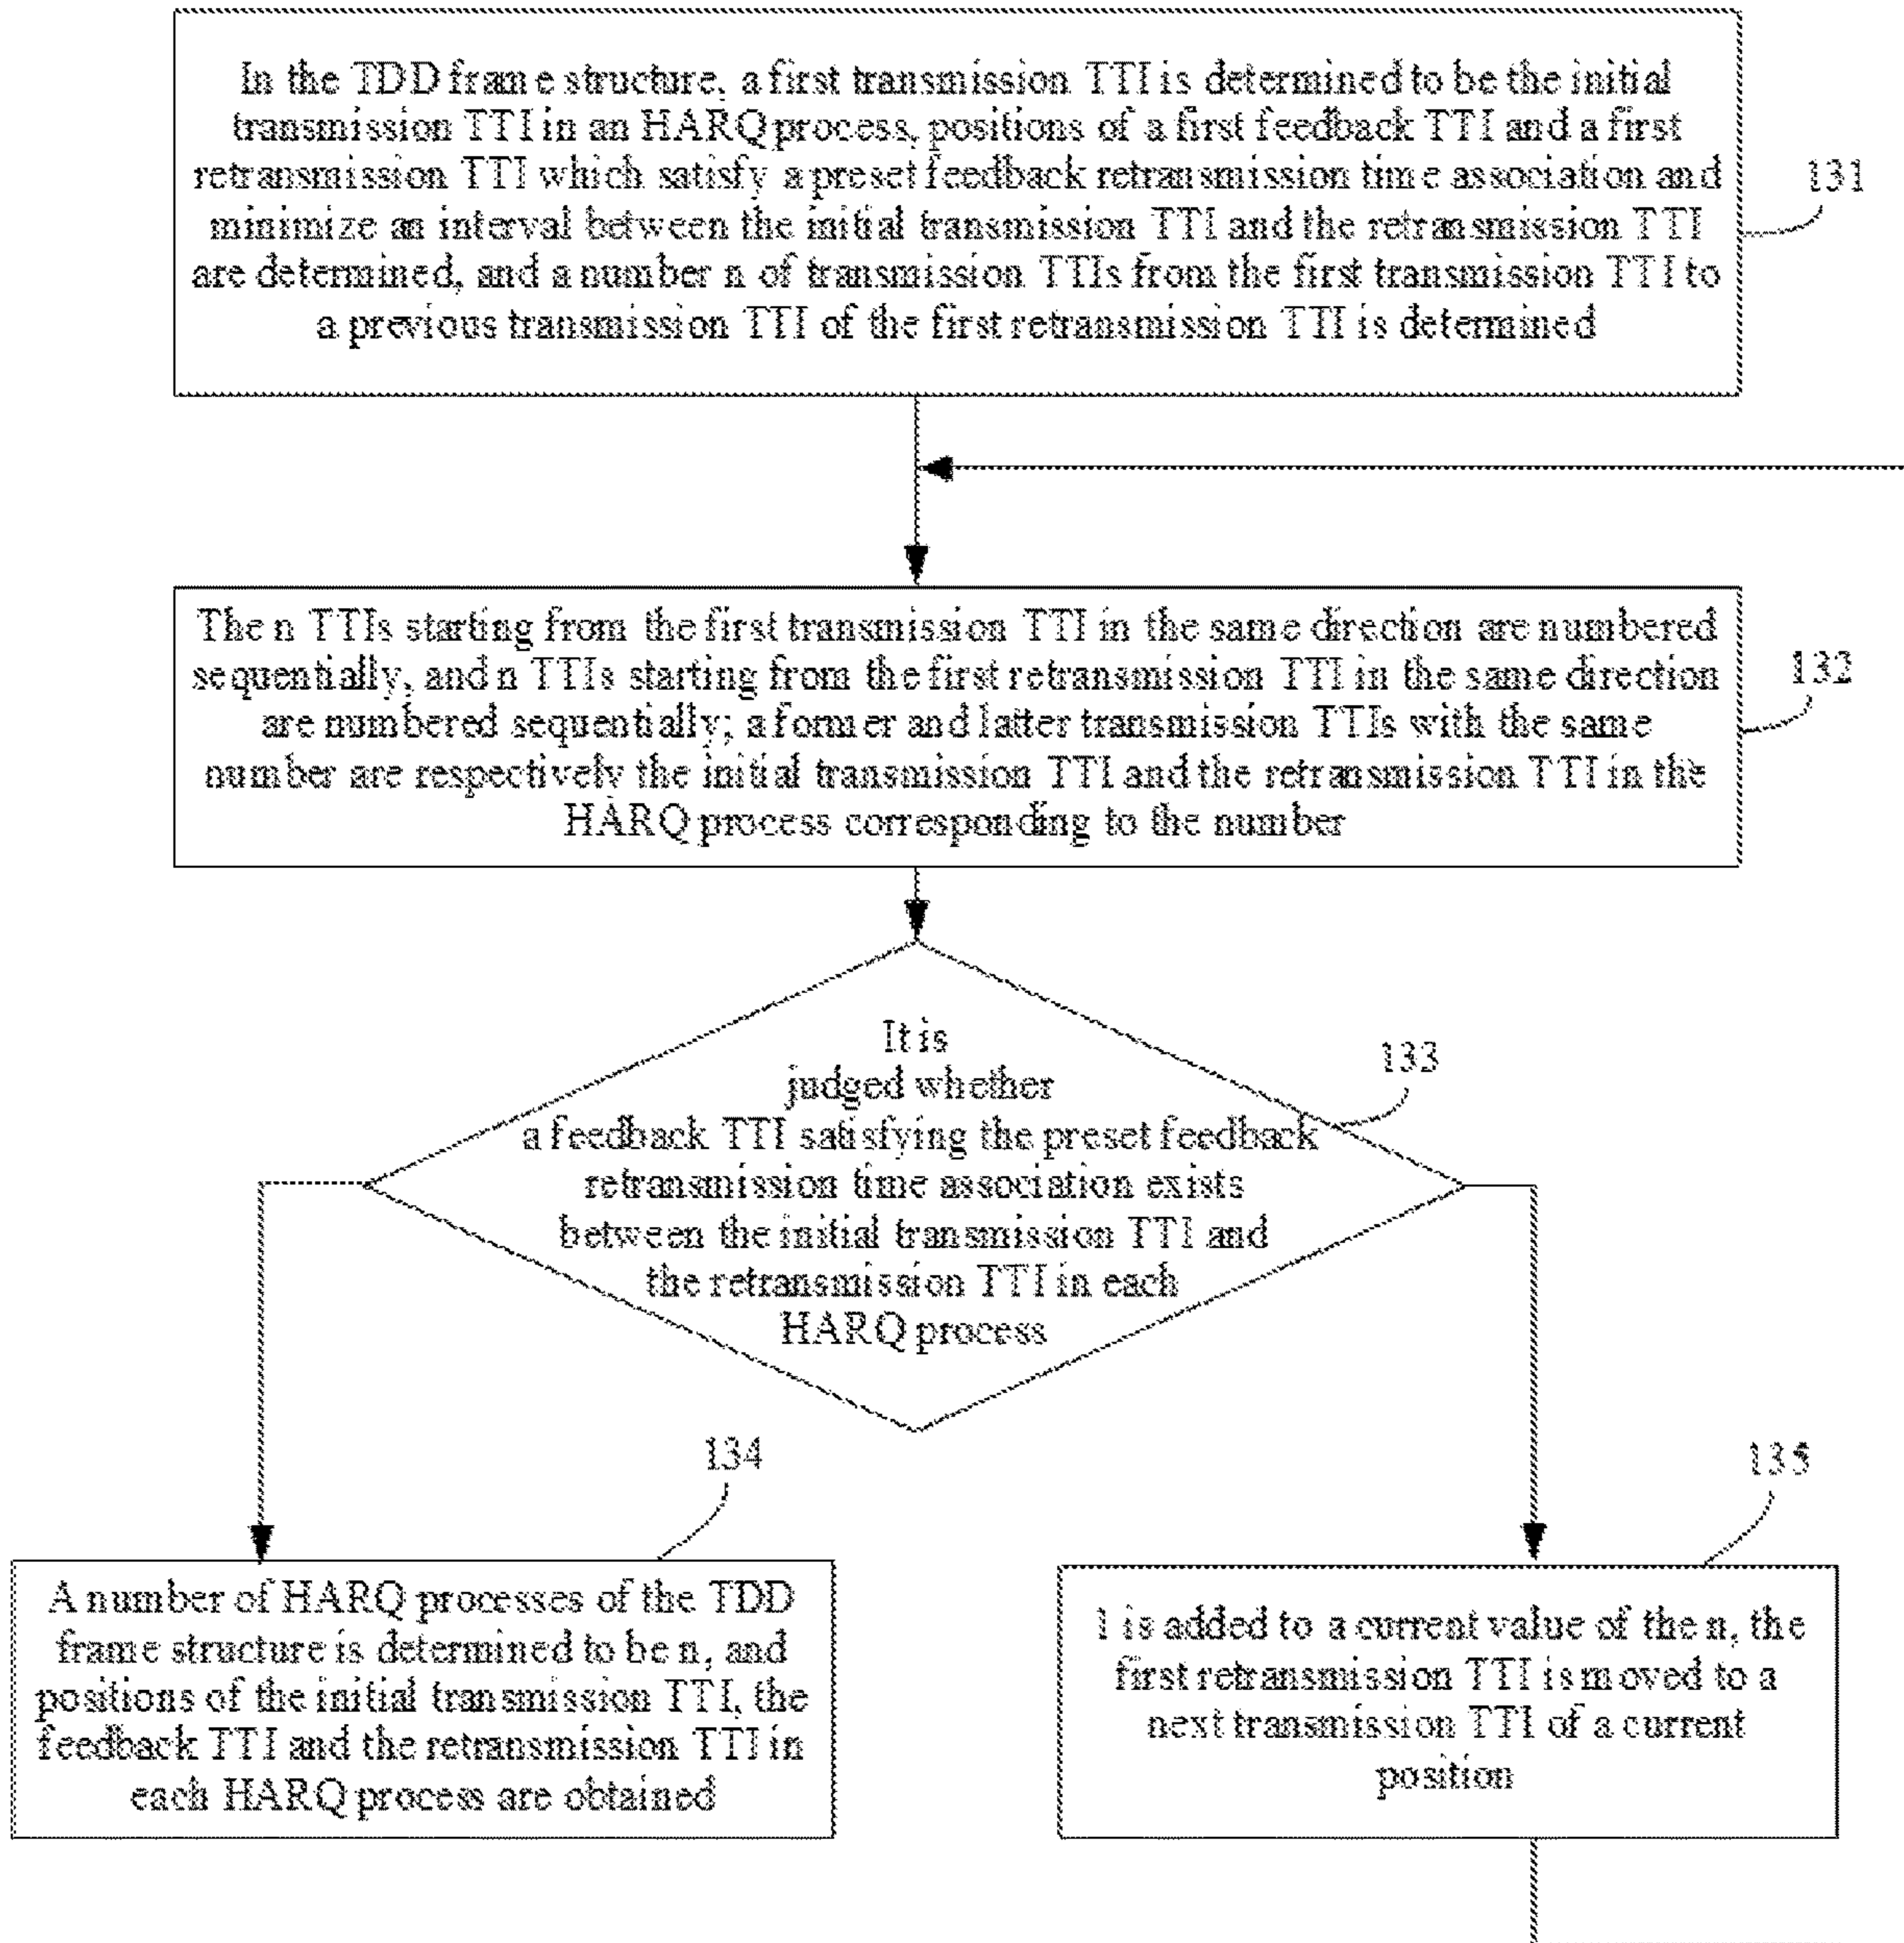 In the TDD frame structure, a first transmission TTI is determined to be the initial
transmission TTI in an HARQ process, positions of a first feedback TTI and a first
retransmission TTI which satisfy a preset feedback retransmission time association and
minimize an interval between the initial transmission TTI and the retransmission TTI
are determined, and a number n of transmission TTIs from the first transmission TTI to
a previous transmission TTI of the first retransmission TTI is determined
131
The n TTIs starting from the first transmission TTI in the same direction are numbered
sequentially, and n TTIs starting from the first retransmission TTI in the same direction
are numbered sequentially; a former and latter transmission TTIs with the same
number are respectively the initial transmission TTI and the retransmission TTI in the
HARQ process corresponding to the number
132
It is
judged whether
a feedback TTI satisfying the preset feedback
retransmission time association exists
between the initial transmission TTI and
the retransmission TTI in each
HARQ process
133
134
A number of HARQ processes of the TDD
frame structure is determined to be n, and
positions of the initial transmission TTI, the
feedback TTI and the retransmission TTI in
each HARQ process are obtained
135
1 is added to a current value of the n, the
first retransmission TTI is moved to a
next transmission TTI of a current
position